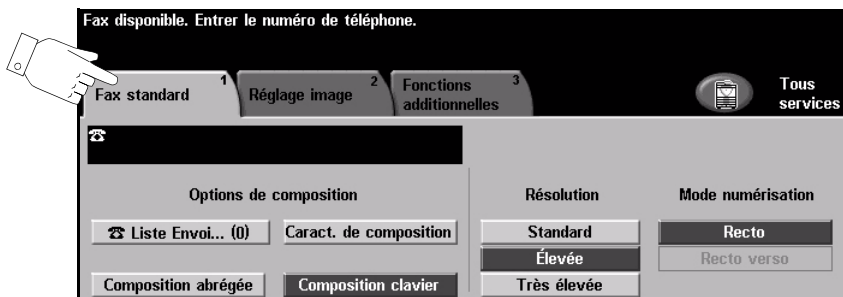 Fax disponible. Entrer le numéro de téléphone.
Fax standard 1
Réglage image 2
Fonctions additionnelles 3
Tous services
Options de composition
Résolution
Mode numérisation
Liste Envoi... (0)
Caract. de composition
Standard
Recto
Élevée
Recto verso
Composition abrégée
Composition clavier
Très élevée